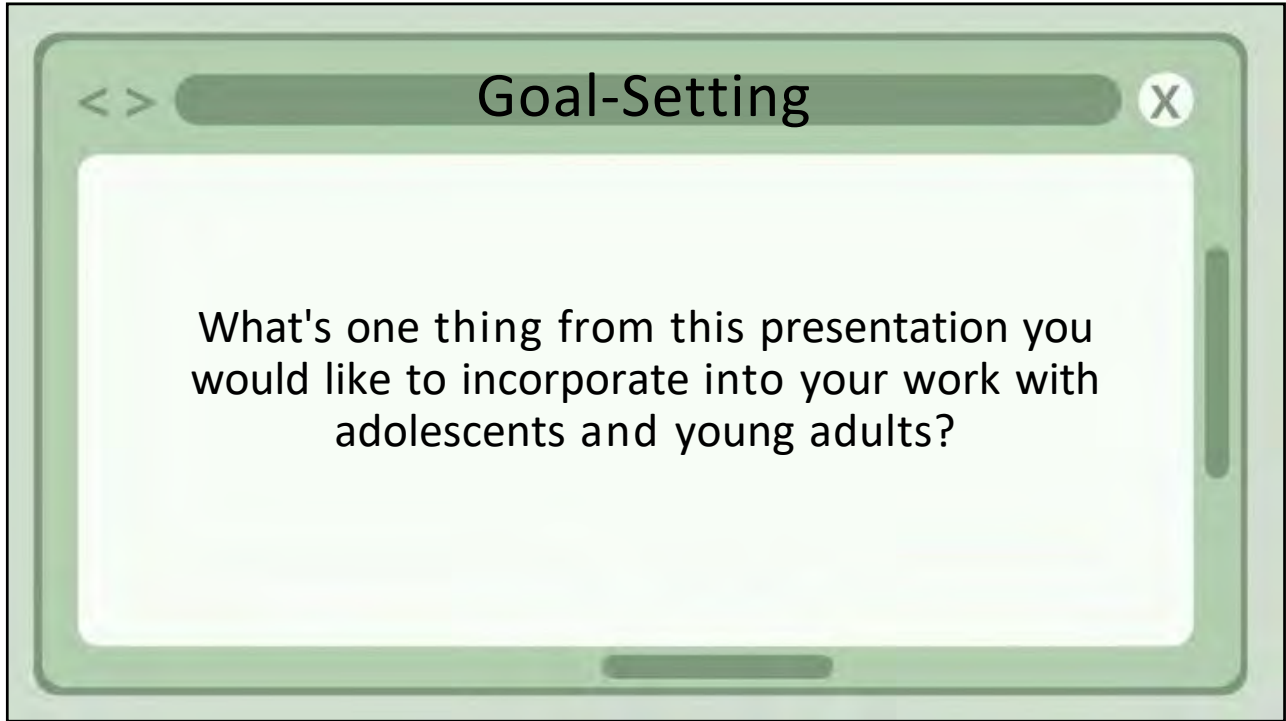 < >
Goal-Setting
X
What's one thing from this presentation you
would like to incorporate into your work with
adolescents and young adults?